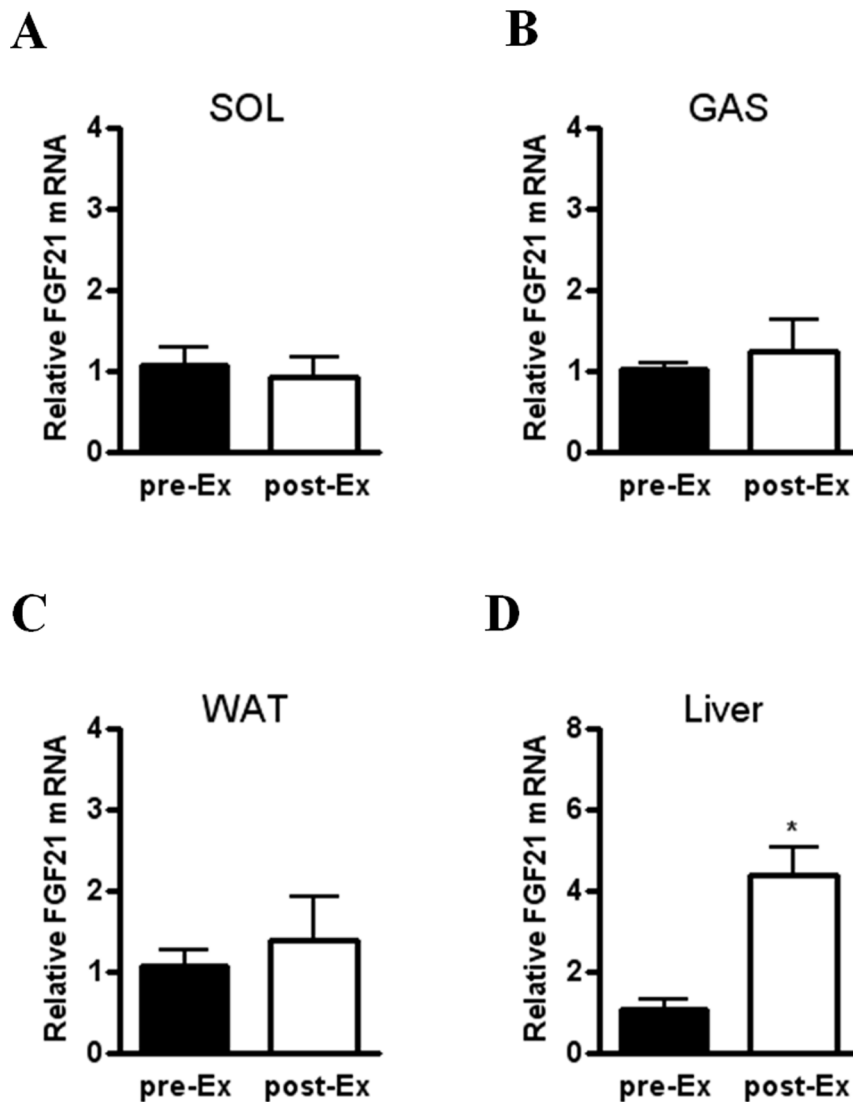 A
SOL
Relative FGF21 mRNA
4
3
2
1
0
pre-Ex post-Ex
B
GAS
Relative FGF21 mRNA
4
3
2
1
0
pre-Ex post-Ex
C
WAT
Relative FGF21 mRNA
4
3
2
1
0
pre-Ex post-Ex
D
Liver
Relative FGF21 mRNA
8
6
4
2
0
*
pre-Ex post-Ex